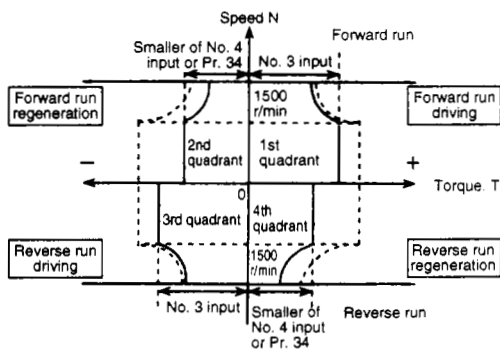 Speed N
Forward run
Smaller of No. 4
input or Pr. 34
No. 3 input
Forward run
regeneration
1500
r/min
Forward run
driving
2nd
quadrant
1st
quadrant
−
+
0
Torque. T
3rd quadrant
4th
quadrant
Reverse run
driving
1500
r/min
Reverse run
regeneration
No. 3 input
Smaller of
No. 4 input
or Pr. 34
Reverse run